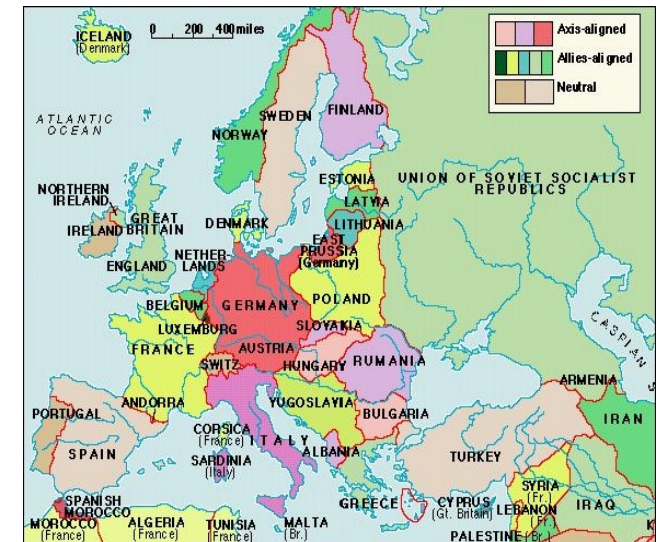 ICELAND
(Denmark)
0 200 400 miles
Axis-aligned
Allies-aligned
Neutral
ATLANTIC
OCEAN
SWEDEN
FINLAND
NORWAY
ESTONIA
UNION OF SOVIET SOCIALIST
REPUBLICS
LATVIA
LITHUANIA
NORTHERN
IRELAND
IRELAND
GREAT
BRITAIN
DENMARK
EAST
PRUSSIA
(Germany)
ENGLAND
NETHER-
LANDS
BELGIUM
GERMANY
POLAND
LUXEMBURG
SLOVAKIA
FRANCE
AUSTRIA
SWITZ
HUNGARY
RUMANIA
CASPIAN S
ANDORRA
YUGOSLAVIA
ARMENIA
PORTUGAL
CORSICA
(France)
ITALY
BULGARIA
IRAN
SPAIN
SARDINIA
(Italy)
ALBANIA
TURKEY
SYRIA
(Fr.)
SPANISH
MOROCCO
GREECE
CYPRUS
(Gt. Britain)
LEBANON
(Fr.)
IRAQ
MOROCCO
(France)
ALGERIA
(France)
TUNISIA
(France)
MALTA
(Br.)
PALESTINE (Br.)
K